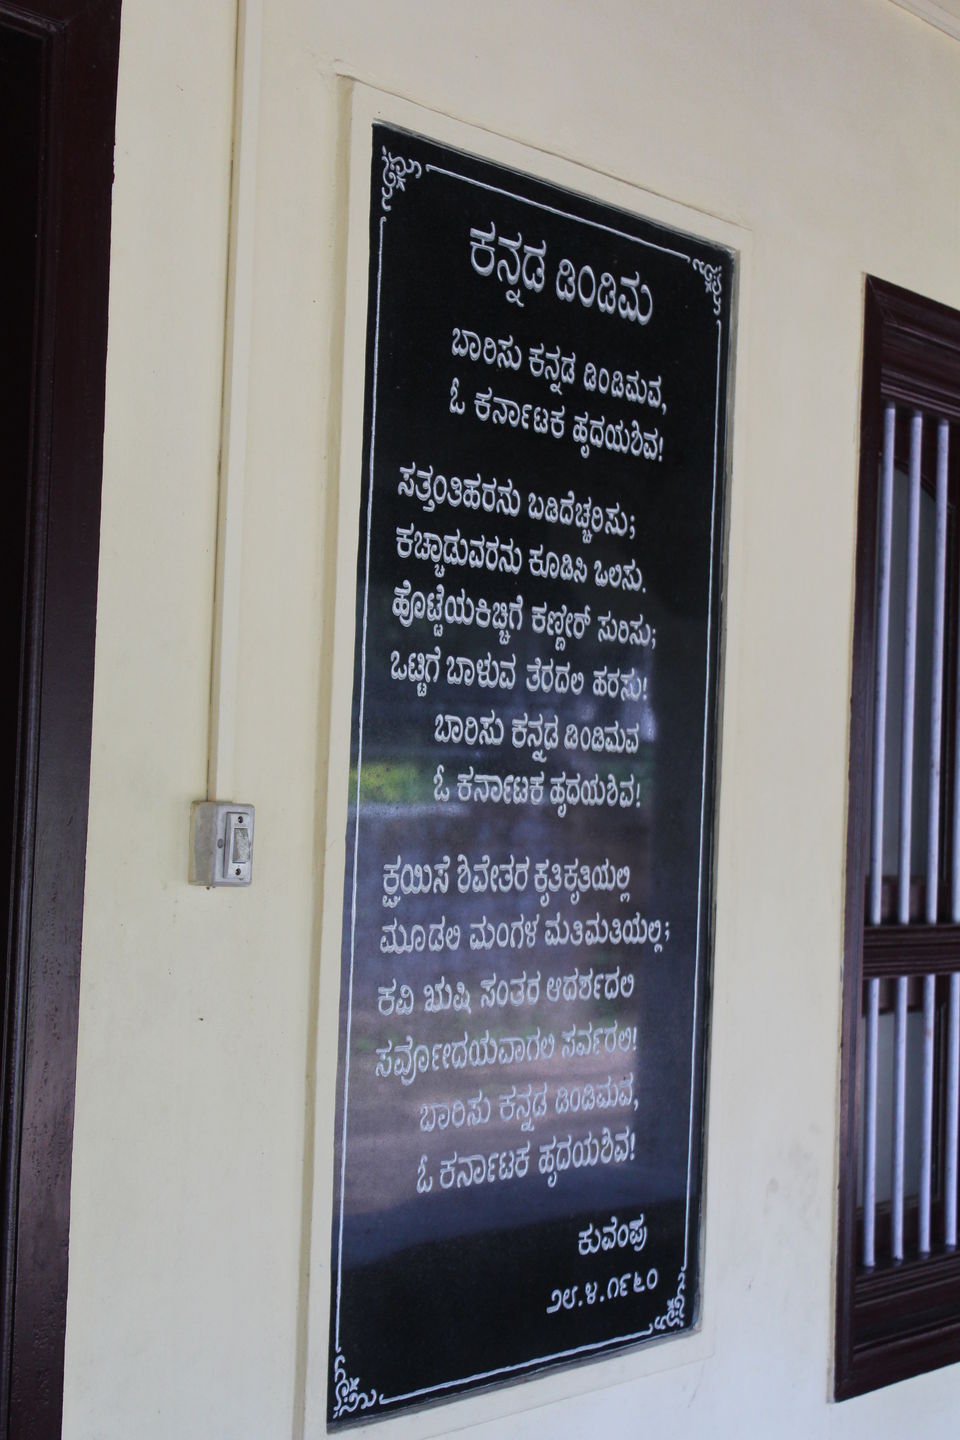 ಕನ್ನಡ ಡಿಂಡಿಮ
ಬಾರಿಸು ಕನ್ನಡ ಡಿಂಡಿಮವ,
ಓ ಕರ್ನಾಟಕ ಹೃದಯಶಿವ!
ಸತ್ತಂತಿಹರನು ಬಡಿದೆಚ್ಚರಿಸು;
ಕಚ್ಚಾಡುವರನು ಕೂಡಿಸಿ ಒಲಿಸು.
ಹೊಟ್ಟೆಯಕಿಚ್ಚಿಗೆ ಕಣ್ಣೀರ್ ಸುರಿಸು;
ಒಟ್ಟಿಗೆ ಬಾಳುವ ತೆರದಲಿ ಹರಸು!
ಬಾರಿಸು ಕನ್ನಡ ಡಿಂಡಿಮವ
ಓ ಕರ್ನಾಟಕ ಹೃದಯಶಿವ!
ಕ್ಷಯಿಸೆ ಶಿವೇತರ ಕೃತಿಕೃತಿಯಲ್ಲಿ
ಮೂಡಲಿ ಮಂಗಳ ಮತಿಮತಿಯಲ್ಲಿ;
ಕವಿ ಋಷಿ ಸಂತರ ಆದರ್ಶದಲಿ
ಸರ್ವೋದಯವಾಗಲಿ ಸರ್ವರಲಿ!
ಬಾರಿಸು ಕನ್ನಡ ಡಿಂಡಿಮವ,
ಓ ಕರ್ನಾಟಕ ಹೃದಯಶಿವ!
ಕುವೆಂಪು
೨೮.೪.೧೯೬೦